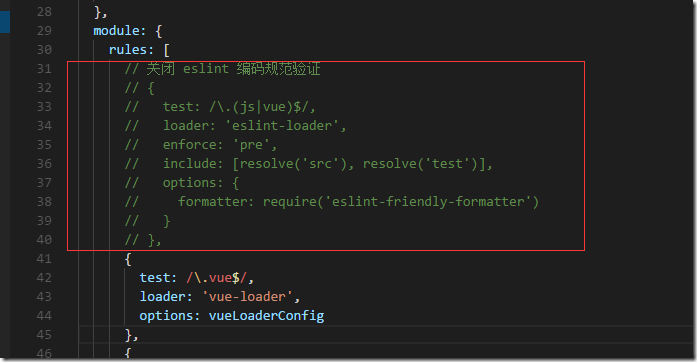 28 },
29 module: {
30 rules: [
31 // 关闭 eslint 编码规范验证
32 // {
33 // test: /\.(js|vue)$/,
34 // loader: 'eslint-loader',
35 // enforce: 'pre',
36 // include: [resolve('src'), resolve('test')],
37 // options: {
38 // formatter: require('eslint-friendly-formatter')
39 // }
40 // },
41 {
42 test: /\.vue$/,
43 loader: 'vue-loader',
44 options: vueLoaderConfig
45 },
46 {